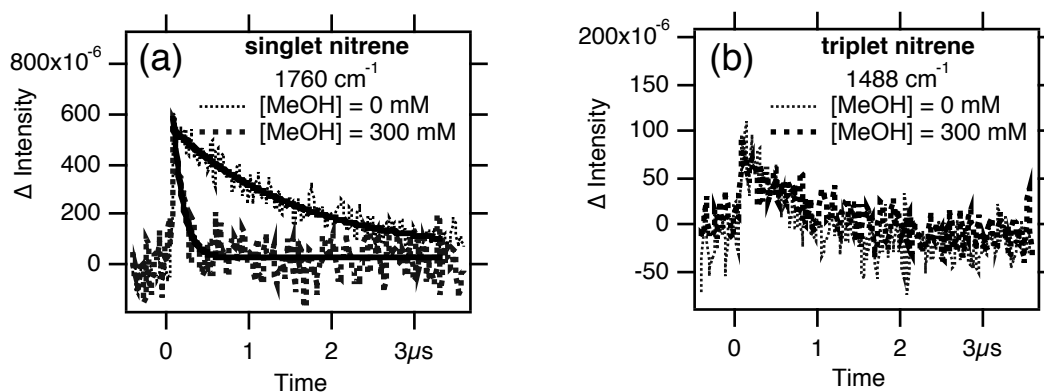 (a)
singlet nitrene
1760 cm⁻¹
[MeOH] = 0 mM
[MeOH] = 300 mM
800x10⁻⁶
600
400
200
0
Δ Intensity
0 1 2 3µs
Time
(b)
triplet nitrene
1488 cm⁻¹
[MeOH] = 0 mM
[MeOH] = 300 mM
200x10⁻⁶
150
100
50
0
-50
Δ Intensity
0 1 2 3µs
Time